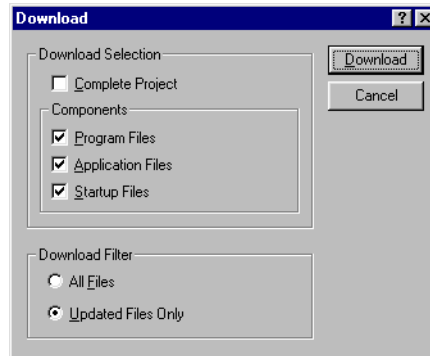 Download
Download Selection
Complete Project
Components
Program Files
Application Files
Startup Files
Download
Cancel
Download Filter
All Files
Updated Files Only